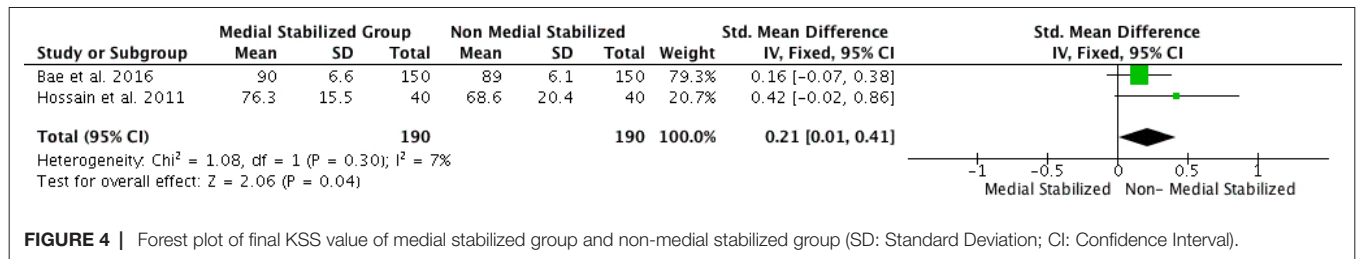 Medial Stabilized Group Non Medial Stabilized Std. Mean Difference Std. Mean Difference
Study or Subgroup Mean SD Total Mean SD Total Weight IV, Fixed, 95% CI IV, Fixed, 95% CI
Bae et al. 2016 90 6.6 150 89 6.1 150 79.3% 0.16 [−0.07, 0.38]
Hossain et al. 2011 76.3 15.5 40 68.6 20.4 40 20.7% 0.42 [−0.02, 0.86]
Total (95% CI) 190 190 100.0% 0.21 [0.01, 0.41]
Heterogeneity: Chi² = 1.08, df = 1 (P = 0.30); I² = 7%
Test for overall effect: Z = 2.06 (P = 0.04)
−1 −0.5 0 0.5 1
Medial Stabilized Non- Medial Stabilized
FIGURE 4 | Forest plot of final KSS value of medial stabilized group and non-medial stabilized group (SD: Standard Deviation; CI: Confidence Interval).